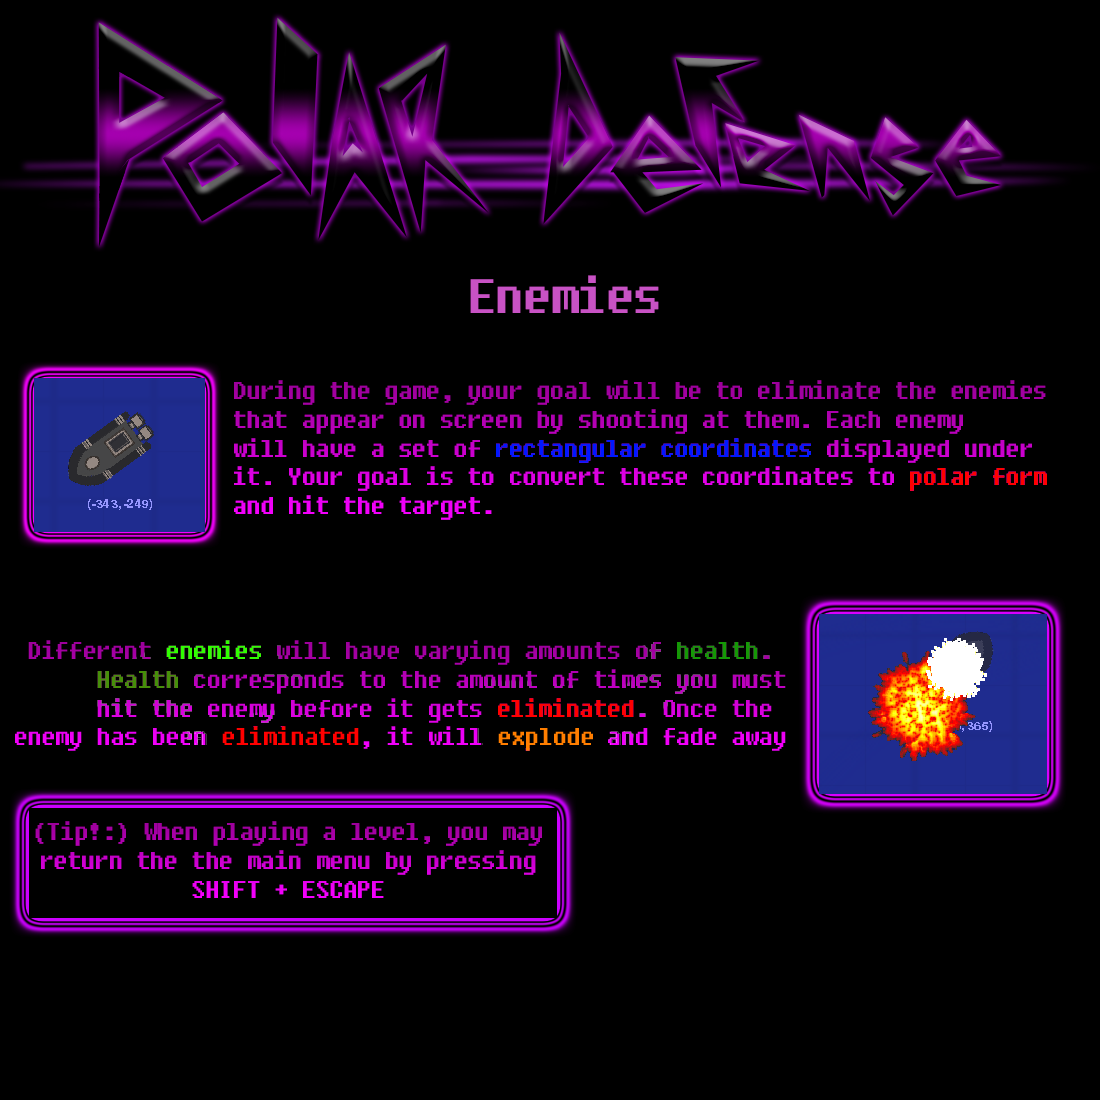 Polar Defense
Enemies
During the game, your goal will be to eliminate the enemies
that appear on screen by shooting at them. Each enemy
will have a set of rectangular coordinates displayed under
it. Your goal is to convert these coordinates to polar form
and hit the target.
(-343,-249)
Different enemies will have varying amounts of health.
Health corresponds to the amount of times you must
hit the enemy before it gets eliminated. Once the
enemy has been eliminated, it will explode and fade away
, 365)
(Tip!:) When playing a level, you may
return the the main menu by pressing
SHIFT + ESCAPE